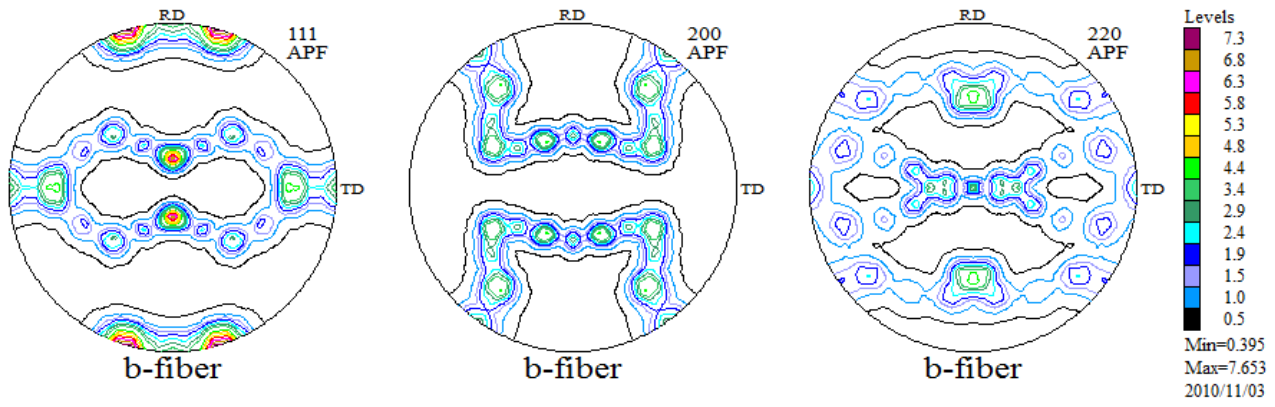 RD
111
APF
TD
b-fiber
RD
200
APF
TD
b-fiber
RD
220
APF
TD
b-fiber
Levels
7.3
6.8
6.3
5.8
5.3
4.8
4.4
3.4
2.9
2.4
1.9
1.5
1.0
0.5
Min=0.395
Max=7.653
2010/11/03